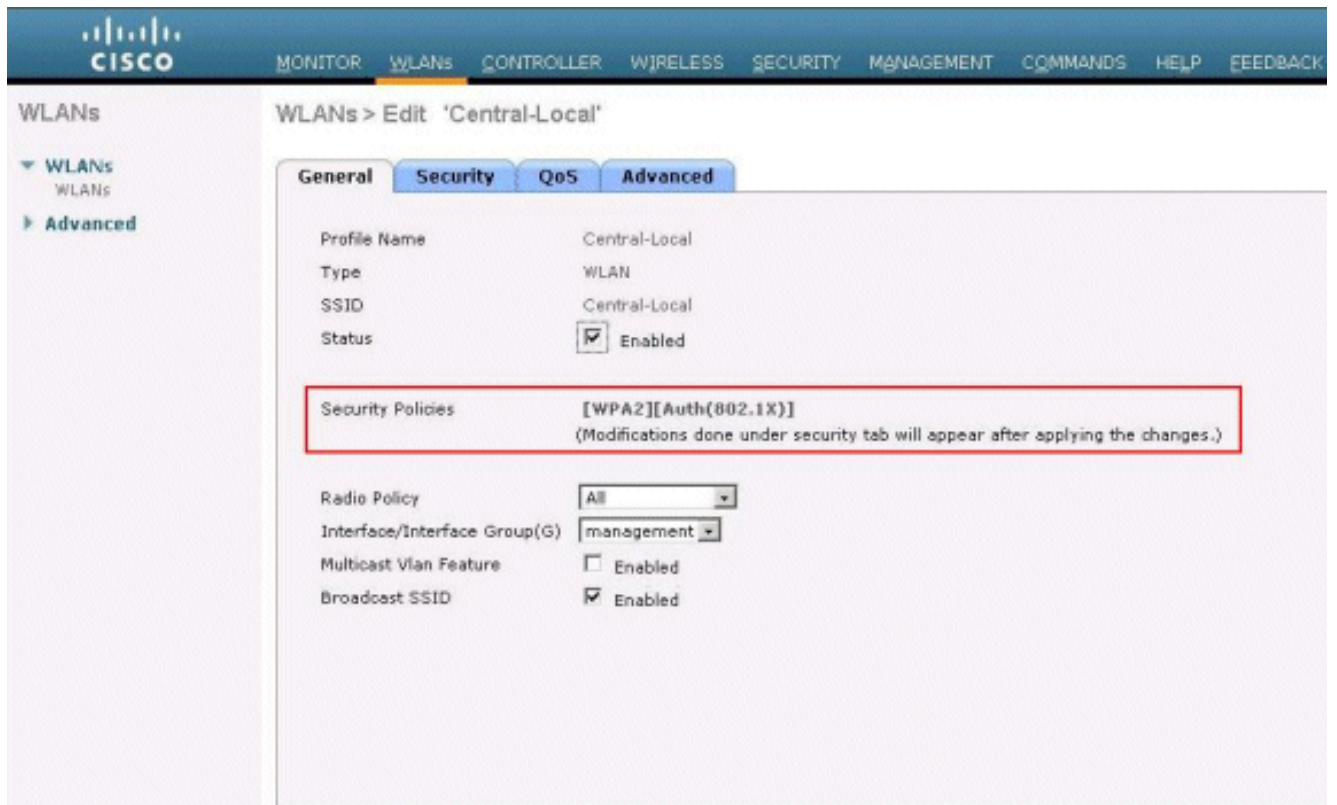 CISCO
MONITOR WLANs CONTROLLER WIRELESS SECURITY MANAGEMENT COMMANDS HELP FEEDBACK
WLANs
WLANs
WLANs
Advanced
WLANs > Edit 'Central-Local'
General Security QoS Advanced
Profile Name Central-Local
Type WLAN
SSID Central-Local
Status Enabled
Security Policies [WPA2][Auth(802.1X)]
(Modifications done under security tab will appear after applying the changes.)
Radio Policy All
Interface/Interface Group(G) management
Multicast Vlan Feature Enabled
Broadcast SSID Enabled